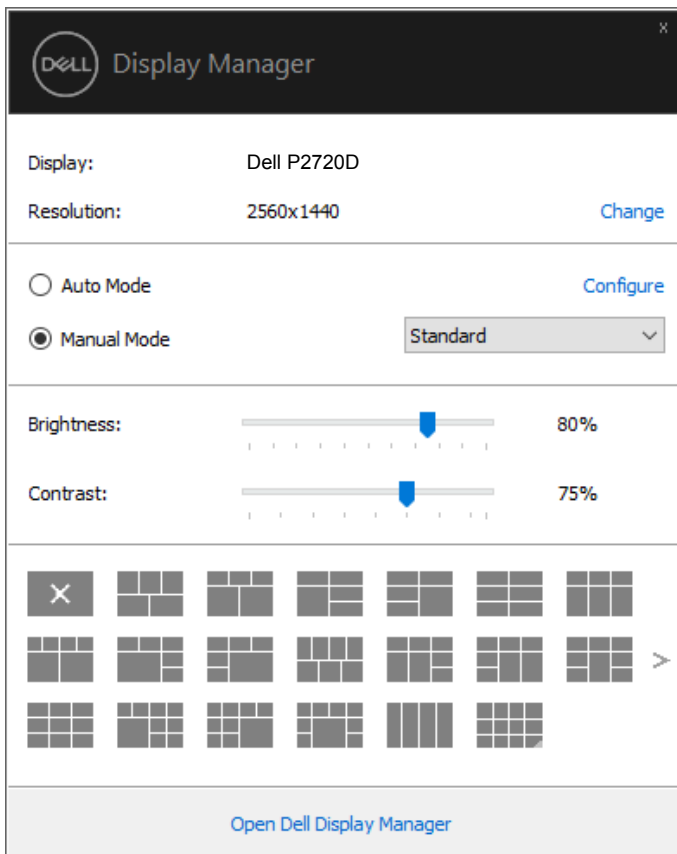 x
DELL Display Manager
Display: Dell P2720D
Resolution: 2560x1440 Change
Auto Mode Configure
Manual Mode Standard
Brightness: 80%
Contrast: 75%
Open Dell Display Manager